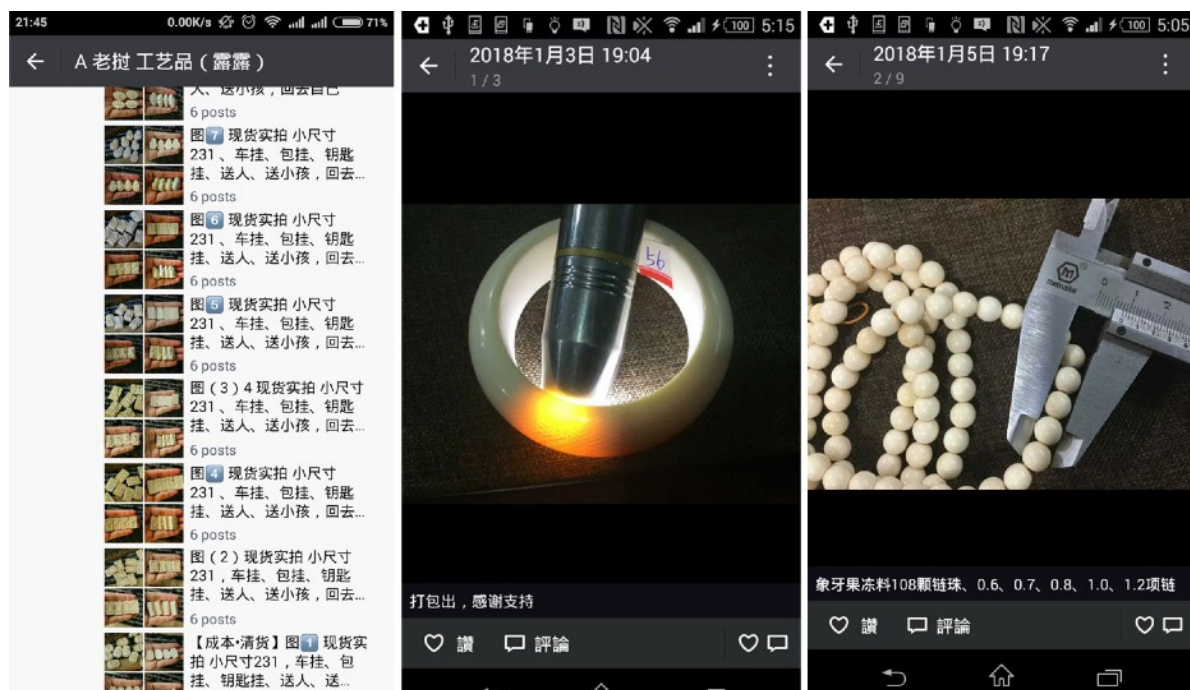 21:45
0.00K/s
71%
A 老挝 工艺品（露露）
人、送小孩，回去自己
6 posts
图7 现货实拍 小尺寸
231、车挂、包挂、钥匙
挂、送人、送小孩，回去...
6 posts
图6 现货实拍 小尺寸
231、车挂、包挂、钥匙
挂、送人、送小孩，回去...
6 posts
图5 现货实拍 小尺寸
231、车挂、包挂、钥匙
挂、送人、送小孩，回去...
6 posts
图（3）4 现货实拍 小尺寸
231、车挂、包挂、钥匙
挂、送人、送小孩，回去...
6 posts
图4 现货实拍 小尺寸
231、车挂、包挂、钥匙
挂、送人、送小孩，回去...
6 posts
图（2）现货实拍 小尺寸
231，车挂、包挂、钥匙
挂、送人、送小孩，回去...
6 posts
【成本·清货】图1 现货实
拍 小尺寸231，车挂、包
挂、钥匙挂、送人、送...
100
5:15
2018年1月3日 19:04
1 / 3
56
打包出，感谢支持
讚
評論
100
5:05
2018年1月5日 19:17
2 / 9
0 1 2
象牙果冻料108颗链珠、0.6、0.7、0.8、1.0、1.2项链
讚
評論